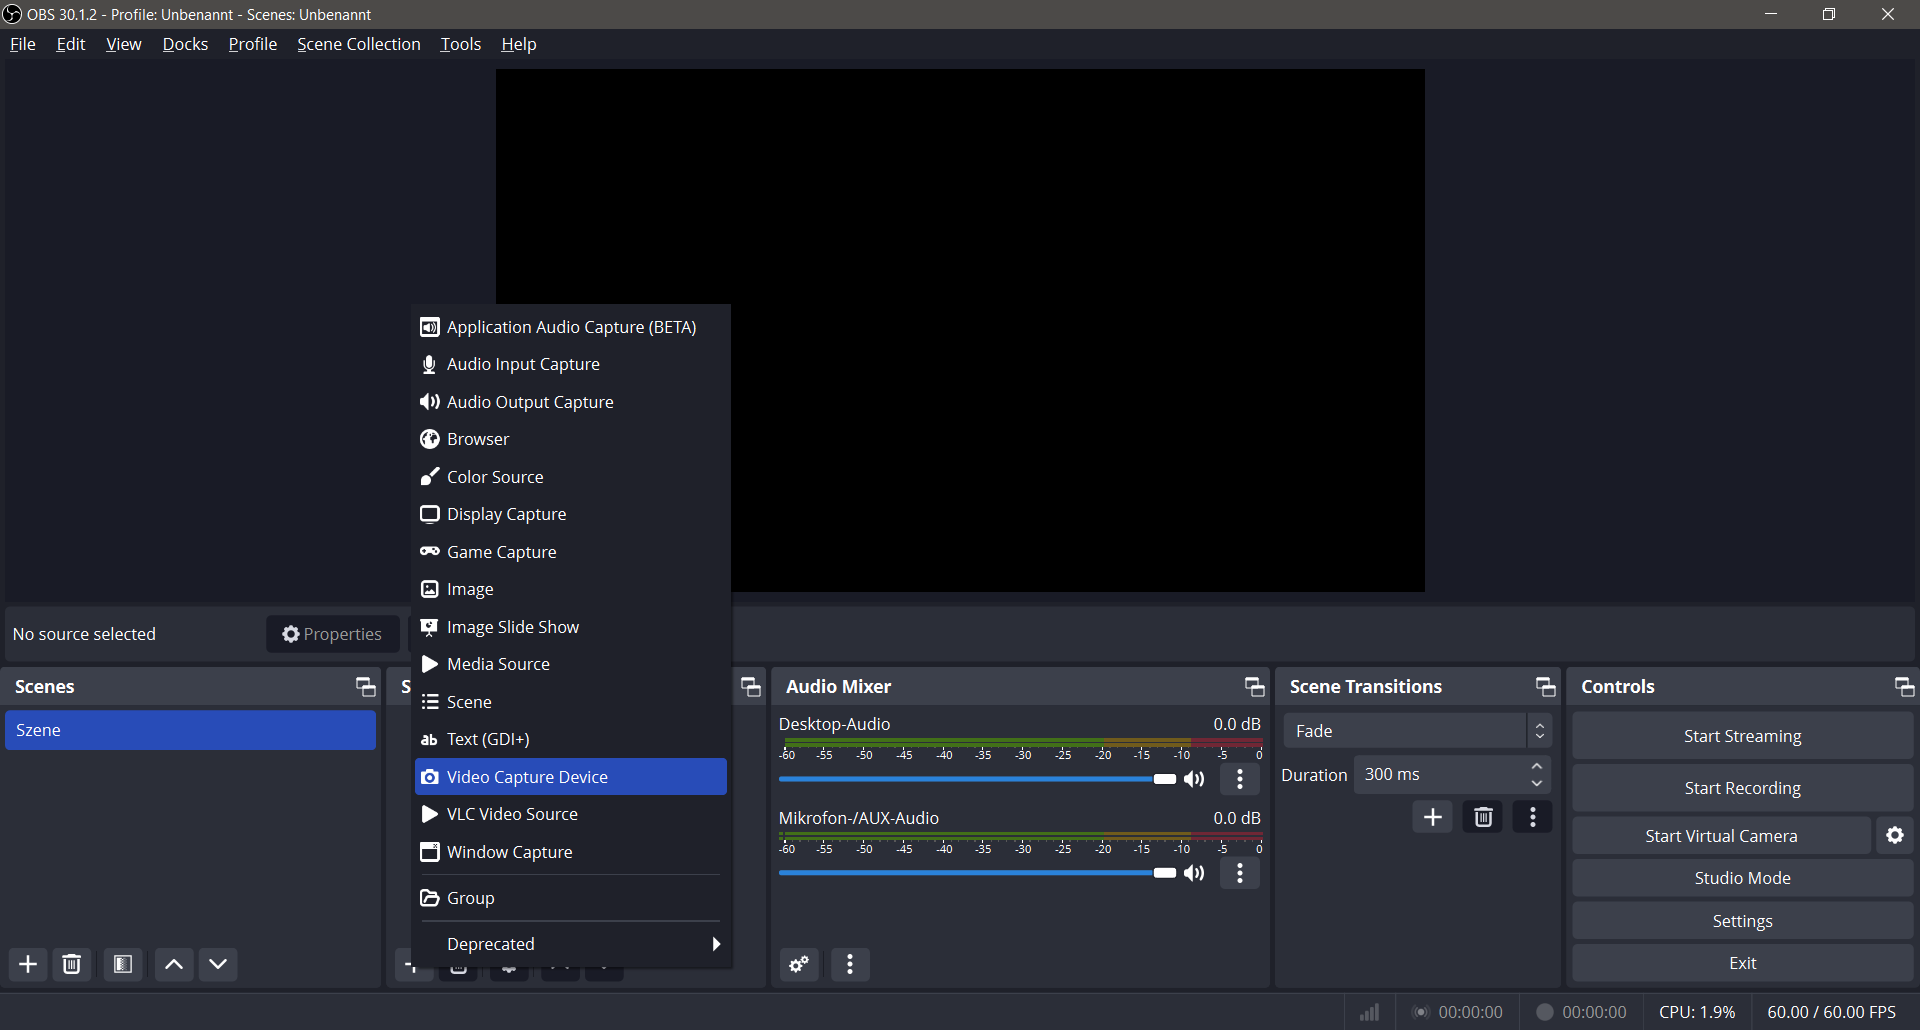 OBS 30.1.2 - Profile: Unbenannt - Scenes: Unbenannt
File Edit View Docks Profile Scene Collection Tools Help
Application Audio Capture (BETA)
Audio Input Capture
Audio Output Capture
Browser
Color Source
Display Capture
Game Capture
Image
Image Slide Show
Media Source
Scene
ab Text (GDI+)
Video Capture Device
VLC Video Source
Window Capture
Group
Deprecated
No source selected
Properties
Scenes
Szene
S
Audio Mixer
Desktop-Audio 0.0 dB
-60 -55 -50 -45 -40 -35 -30 -25 -20 -15 -10 -5 0
Mikrofon-/AUX-Audio 0.0 dB
-60 -55 -50 -45 -40 -35 -30 -25 -20 -15 -10 -5 0
Scene Transitions
Fade
Duration 300 ms
Controls
Start Streaming
Start Recording
Start Virtual Camera
Studio Mode
Settings
Exit
00:00:00 00:00:00 CPU: 1.9% 60.00 / 60.00 FPS